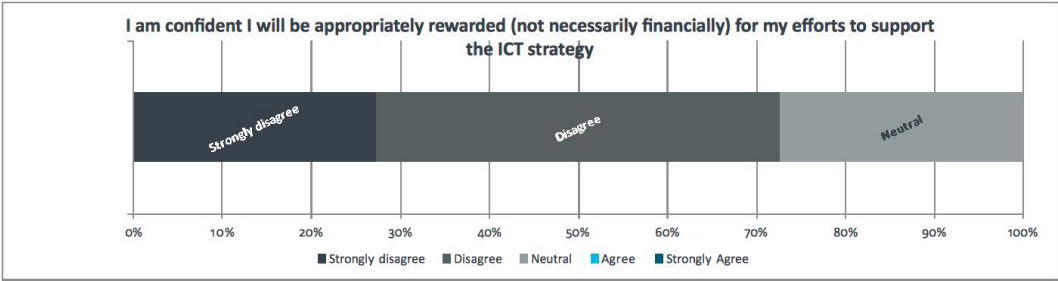 I am confident I will be appropriately rewarded (not necessarily financially) for my efforts to support
the ICT strategy
Strongly disagree
Disagree
Neutral
0%
10%
20%
30%
40%
50%
60%
70%
80%
90%
100%
Strongly disagree
Disagree
Neutral
Agree
Strongly Agree